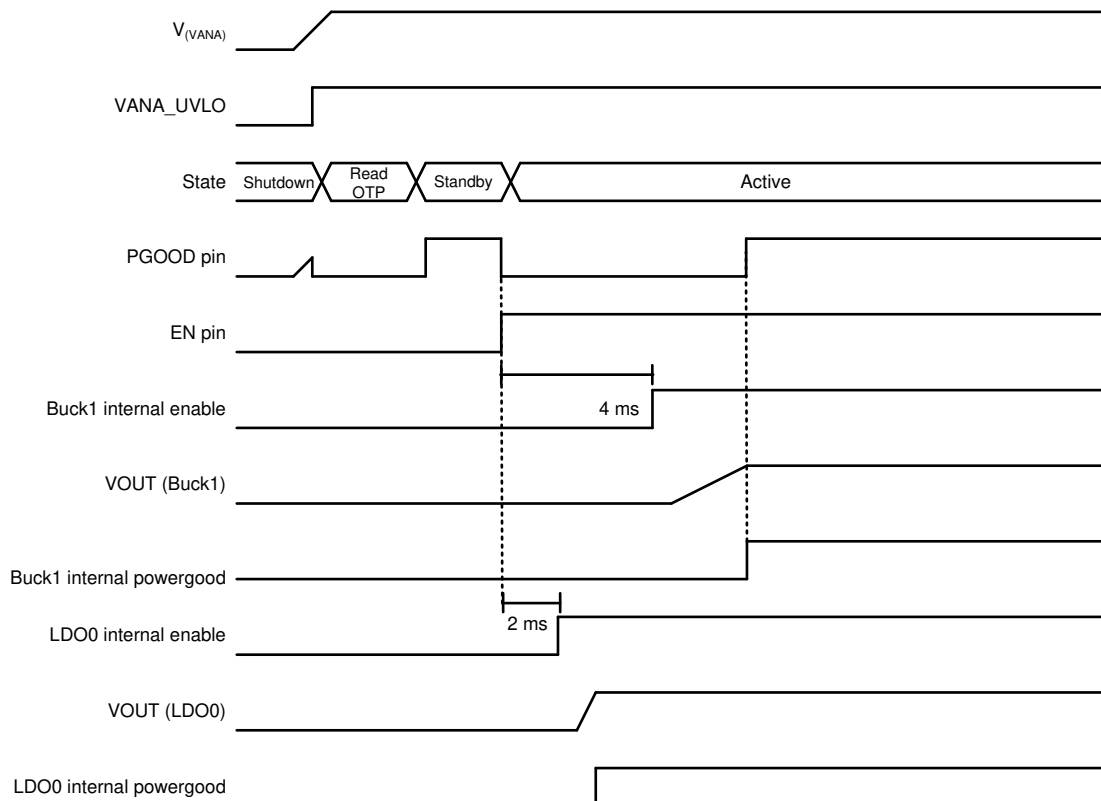 V(VANA)
VANA_UVLO
State
Shutdown
Read
OTP
Standby
Active
PGOOD pin
EN pin
Buck1 internal enable
4 ms
VOUT (Buck1)
Buck1 internal powergood
2 ms
LDO0 internal enable
VOUT (LDO0)
LDO0 internal powergood